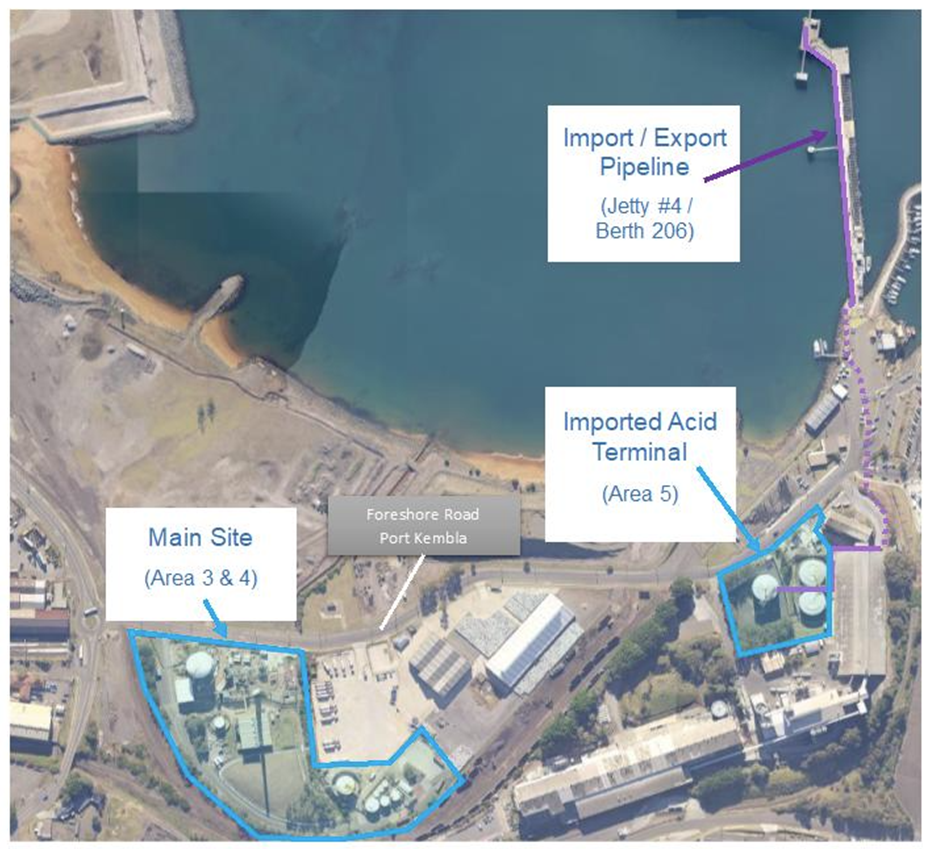 Import / Export
Pipeline
(Jetty #4 /
Berth 206)
Imported Acid
Terminal
(Area 5)
Foreshore Road
Port Kembla
Main Site
(Area 3 & 4)